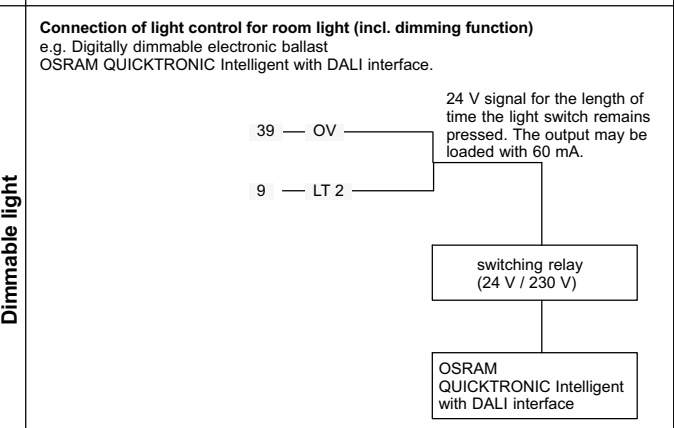 Dimmable light
Connection of light control for room light (incl. dimming function)
e.g. Digitally dimmable electronic ballast
OSRAM QUICKTRONIC Intelligent with DALI interface.
24 V signal for the length of
time the light switch remains
pressed. The output may be
loaded with 60 mA.
39 — OV
9 — LT 2
switching relay
(24 V / 230 V)
OSRAM
QUICKTRONIC Intelligent
with DALI interface